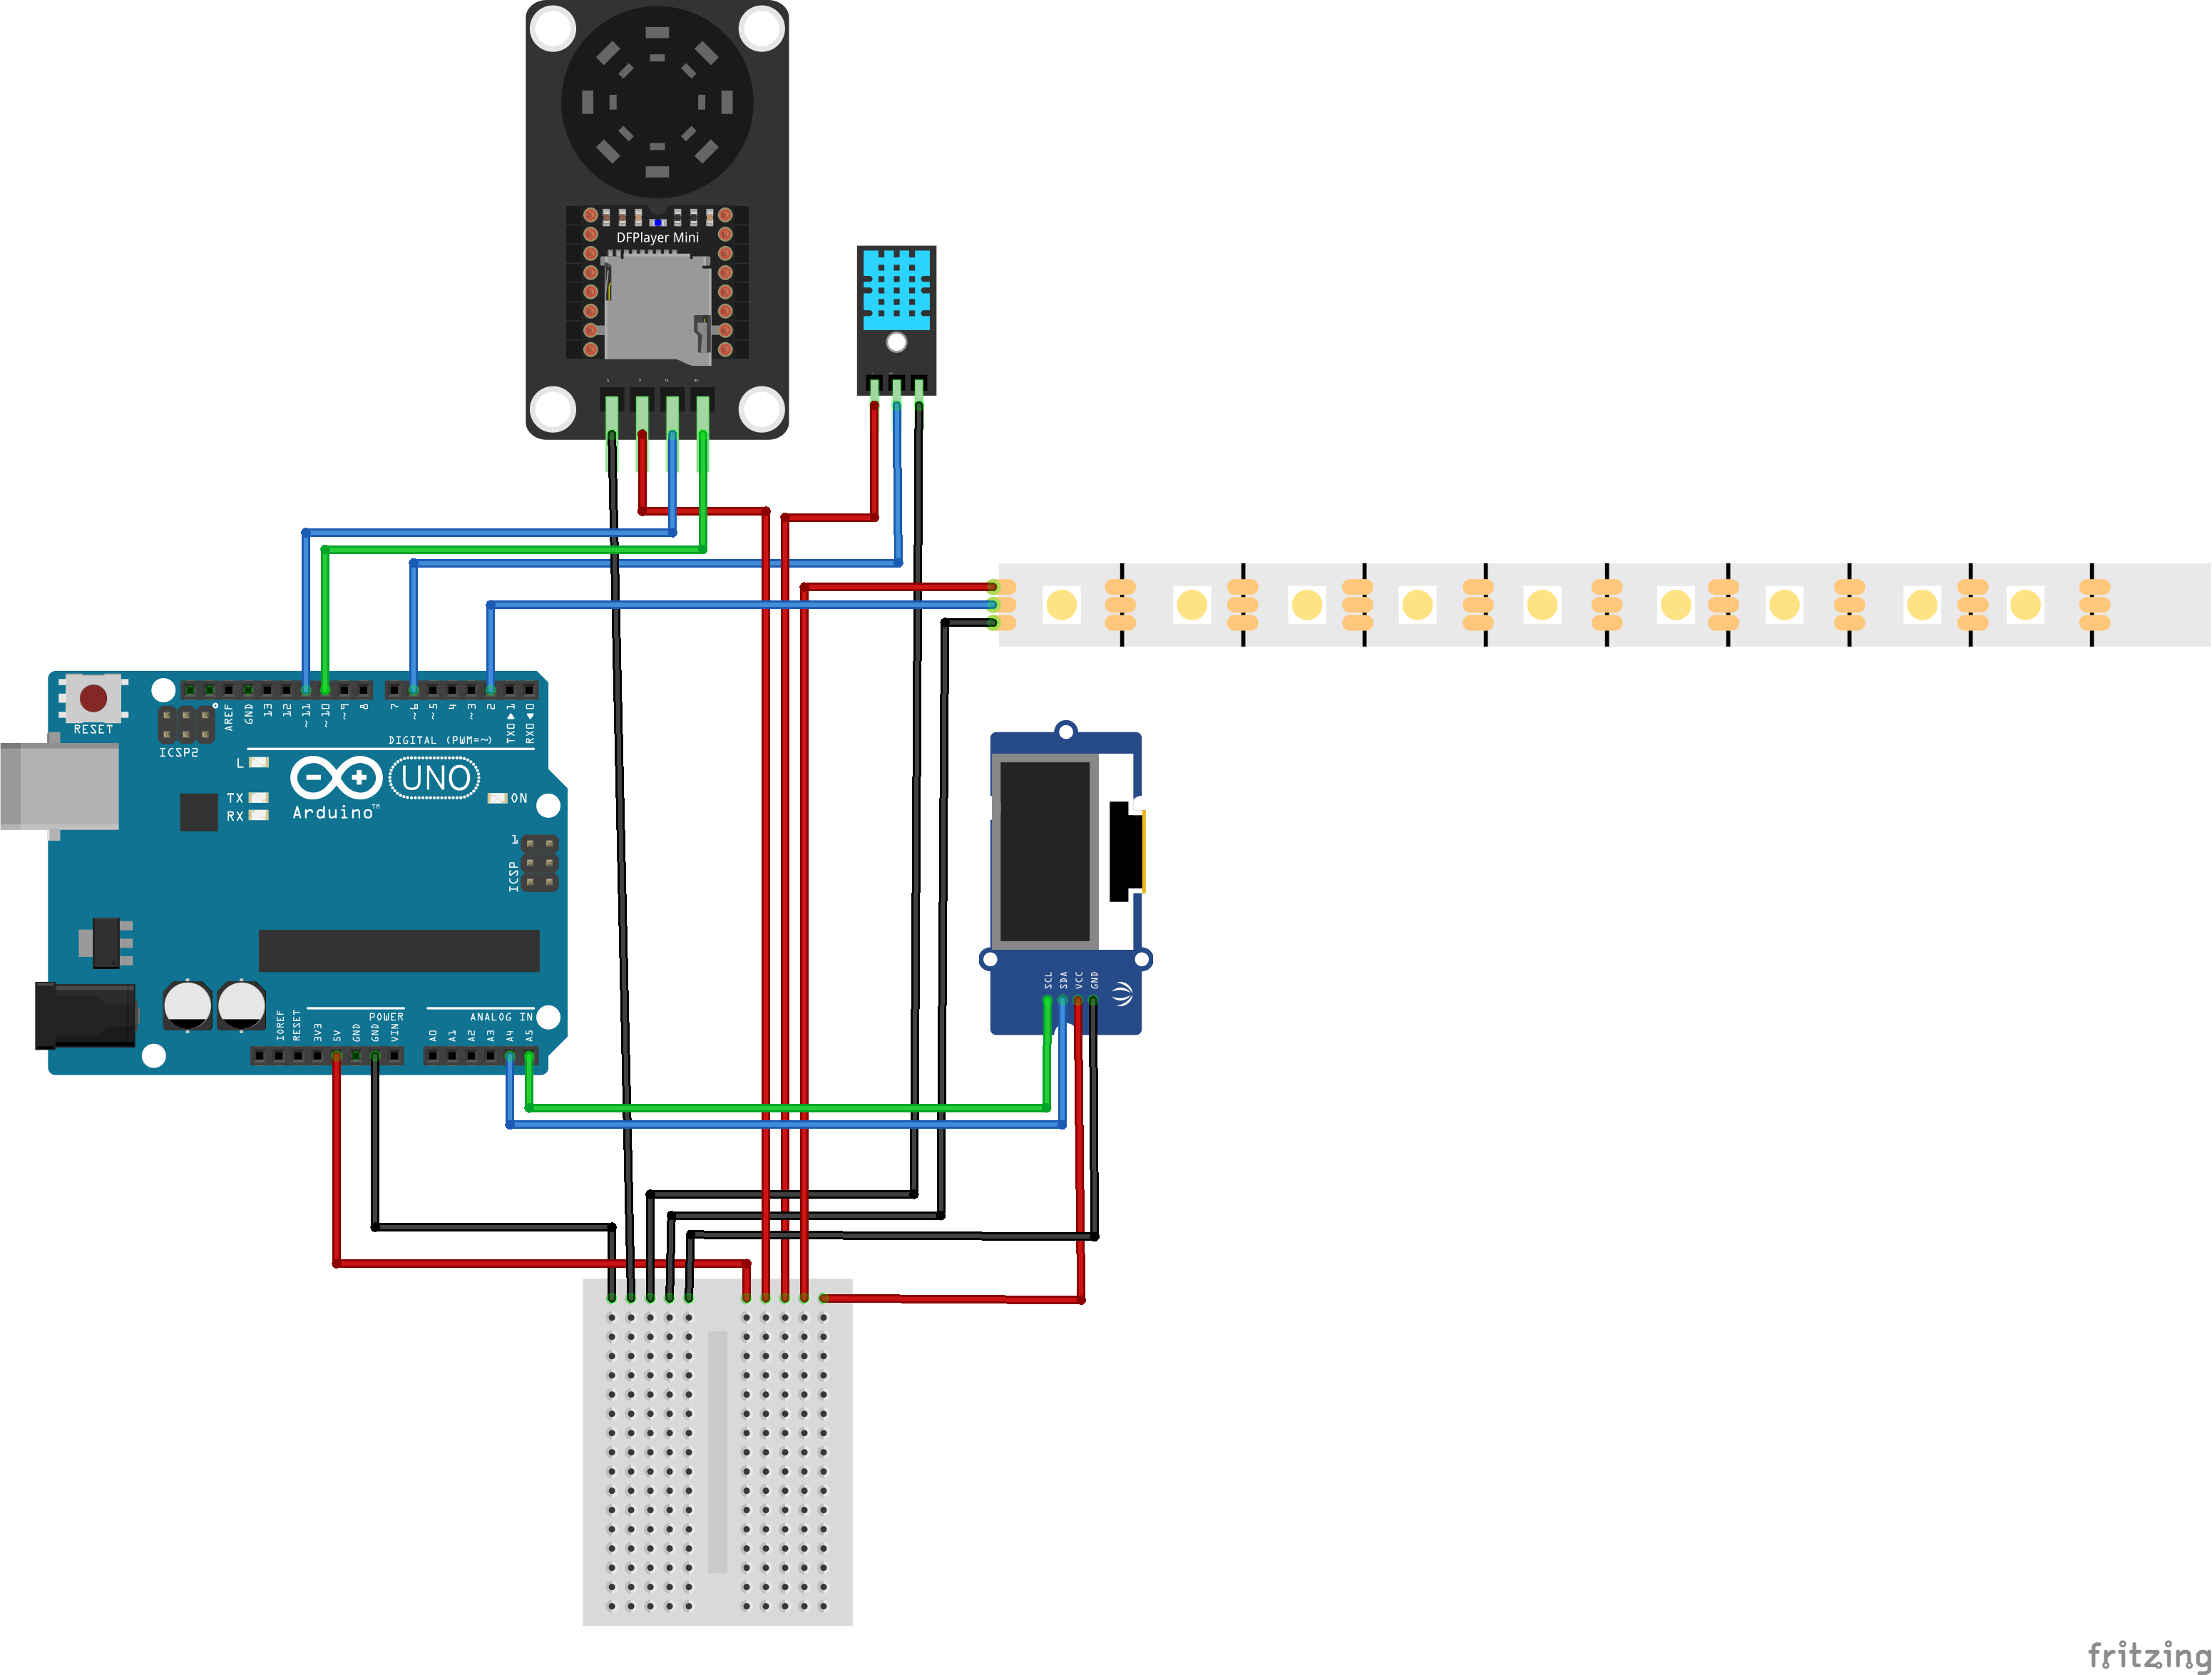 DFPlayer Mini
RESET
ICSP2
AREF
GND
13
12
~11
~10
~9
8
7
~6
~5
4
~3
2
TX0▶1
RX0◀0
DIGITAL (PWM=~)
L
TX
RX
UNO
Arduino™
ON
1
ICSP
SCL
SDA
VCC
GND
POWER
ANALOG IN
IOREF
RESET
3V3
5V
GND
GND
VIN
A0
A1
A2
A3
A4
A5
fritzing